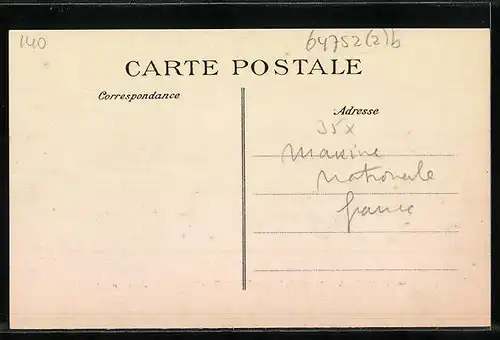 140
64752(2)b
CARTE POSTALE
Correspondance
Adresse
35x
Marine
Nationale
france